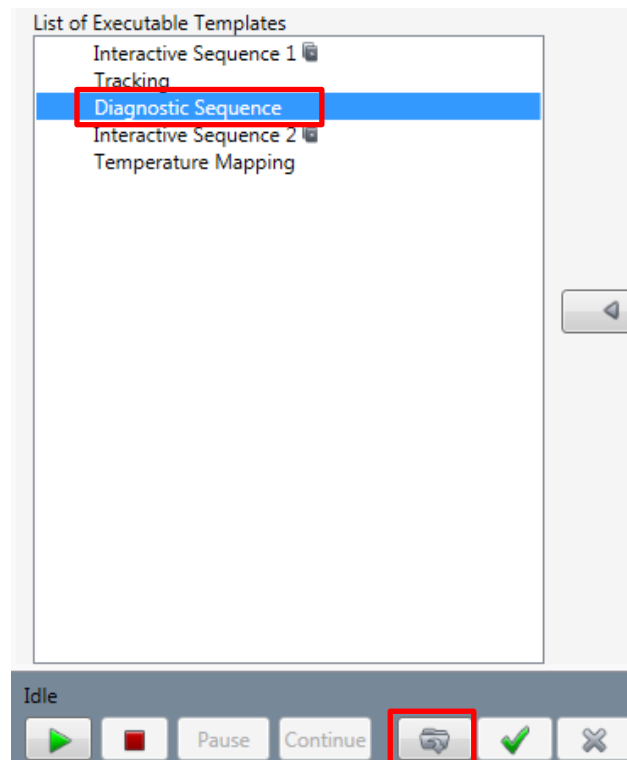 List of Executable Templates
Interactive Sequence 1
Tracking
Diagnostic Sequence
Interactive Sequence 2
Temperature Mapping
Idle
Pause Continue